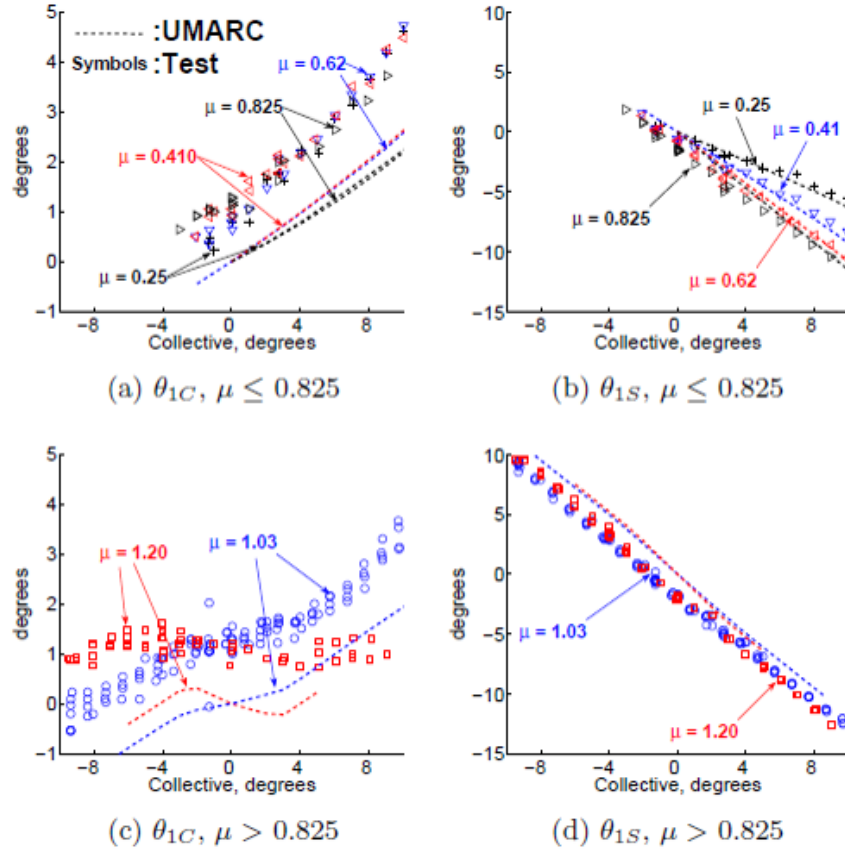 :UMARC
Symbols :Test
μ = 0.62
μ = 0.825
μ = 0.410
μ = 0.25
degrees
5
4
3
2
1
0
−1
−8 −4 0 4 8
Collective, degrees
(a) θ1C, μ ≤ 0.825
μ = 0.25
μ = 0.41
μ = 0.825
μ = 0.62
degrees
10
5
0
−5
−10
−15
−8 −4 0 4 8
Collective, degrees
(b) θ1S, μ ≤ 0.825
μ = 1.20
μ = 1.03
degrees
5
4
3
2
1
0
−1
−8 −4 0 4 8
Collective, degrees
(c) θ1C, μ > 0.825
μ = 1.03
μ = 1.20
degrees
10
5
0
−5
−10
−15
−8 −4 0 4 8
Collective, degrees
(d) θ1S, μ > 0.825